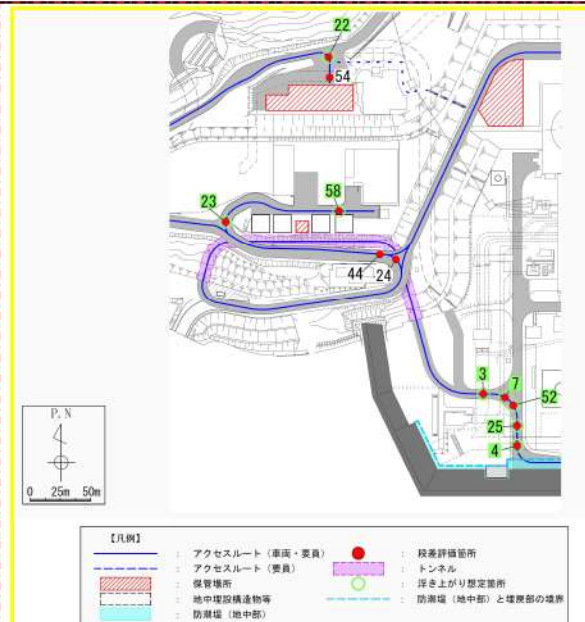 22
54
58
23
44
24
3
7
52
25
4
P.N
0 25m 50m
【凡例】
: アクセスルート（車両・要員）
: 段差評価箇所
: アクセスルート（要員）
: トンネル
: 保管場所
: 浮き上がり想定箇所
: 地中埋設構造物等
: 防潮堤（地中部）と埋戻部の境界
: 防潮堤（地中部）